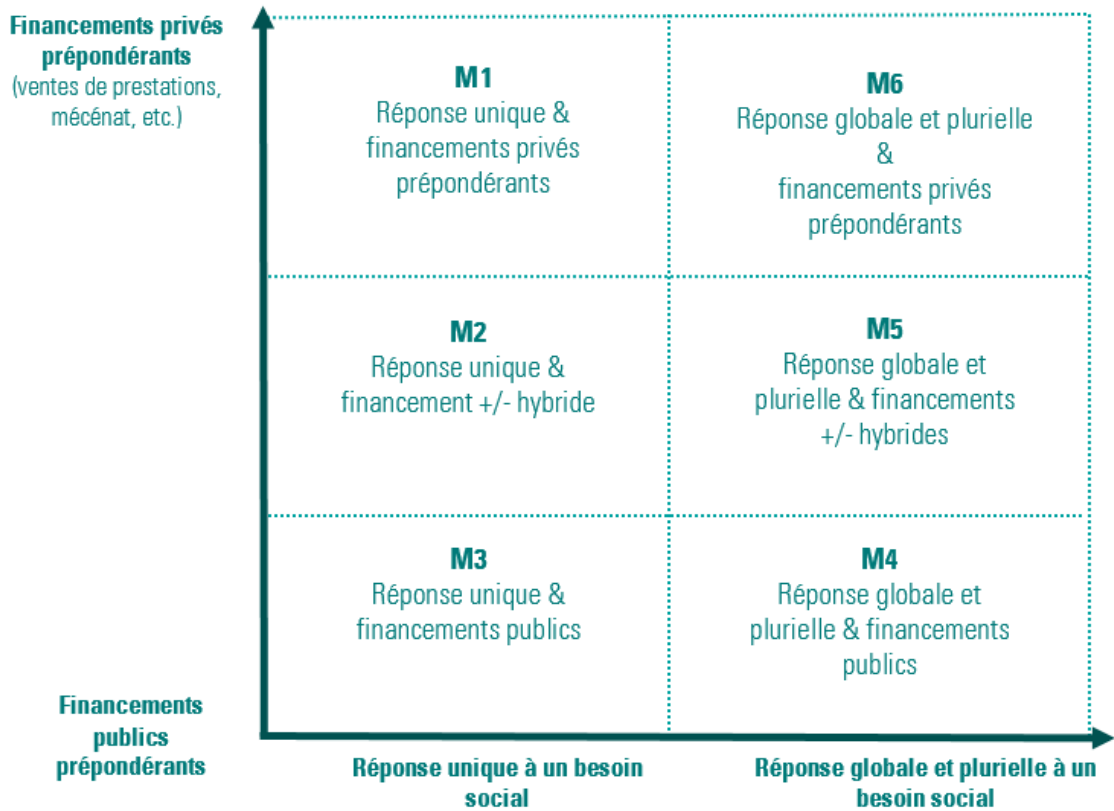 Financements privés
prépondérants
(ventes de prestations,
mécénat, etc.)
M1
Réponse unique &
financements privés
prépondérants
M6
Réponse globale et plurielle
&
financements privés
prépondérants
M2
Réponse unique &
financement +/- hybride
M5
Réponse globale et
plurielle & financements
+/- hybrides
M3
Réponse unique &
financements publics
M4
Réponse globale et
plurielle & financements
publics
Financements
publics
prépondérants
Réponse unique à un besoin
social
Réponse globale et plurielle à un
besoin social